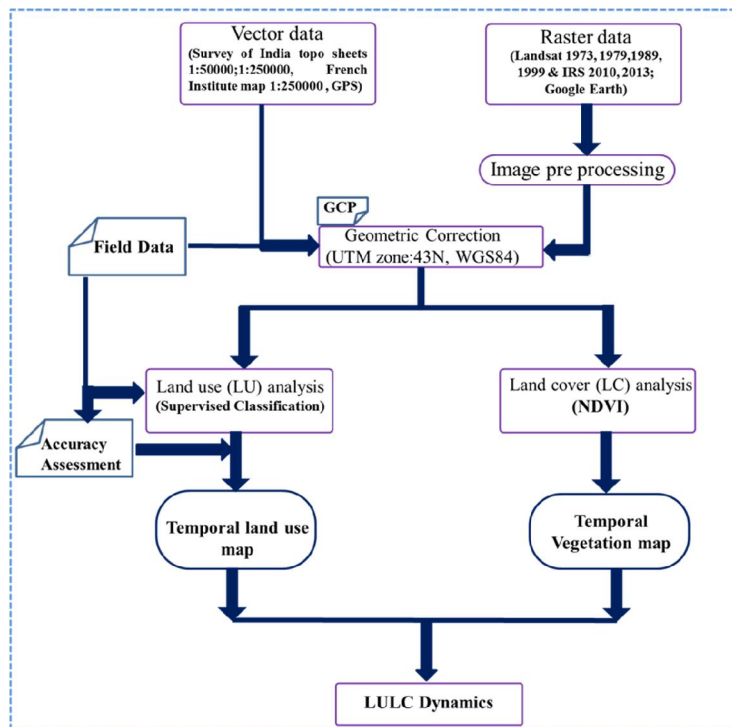 Vector data
(Survey of India topo sheets
1:50000;1:250000, French
Institute map 1:250000 , GPS)
Raster data
(Landsat 1973, 1979,1989,
1999 & IRS 2010, 2013;
Google Earth)
Image pre processing
GCP
Field Data
Geometric Correction
(UTM zone:43N, WGS84)
Land use (LU) analysis
(Supervised Classification)
Land cover (LC) analysis
(NDVI)
Accuracy
Assessment
Temporal land use
map
Temporal
Vegetation map
LULC Dynamics